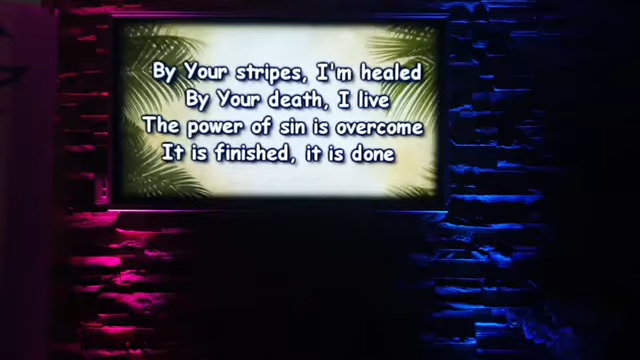 By Your stripes, I'm healed
By Your death, I live
The power of sin is overcome
It is finished, it is done